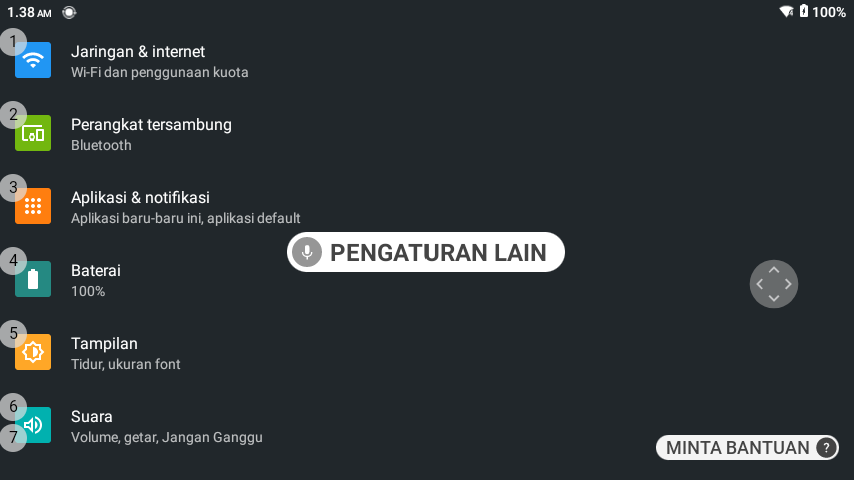 1.38 AM
100%
1
Jaringan & internet
Wi-Fi dan penggunaan kuota
2
Perangkat tersambung
Bluetooth
3
Aplikasi & notifikasi
Aplikasi baru-baru ini, aplikasi default
PENGATURAN LAIN
4
Baterai
100%
5
Tampilan
Tidur, ukuran font
6
Suara
7
Volume, getar, Jangan Ganggu
MINTA BANTUAN ?